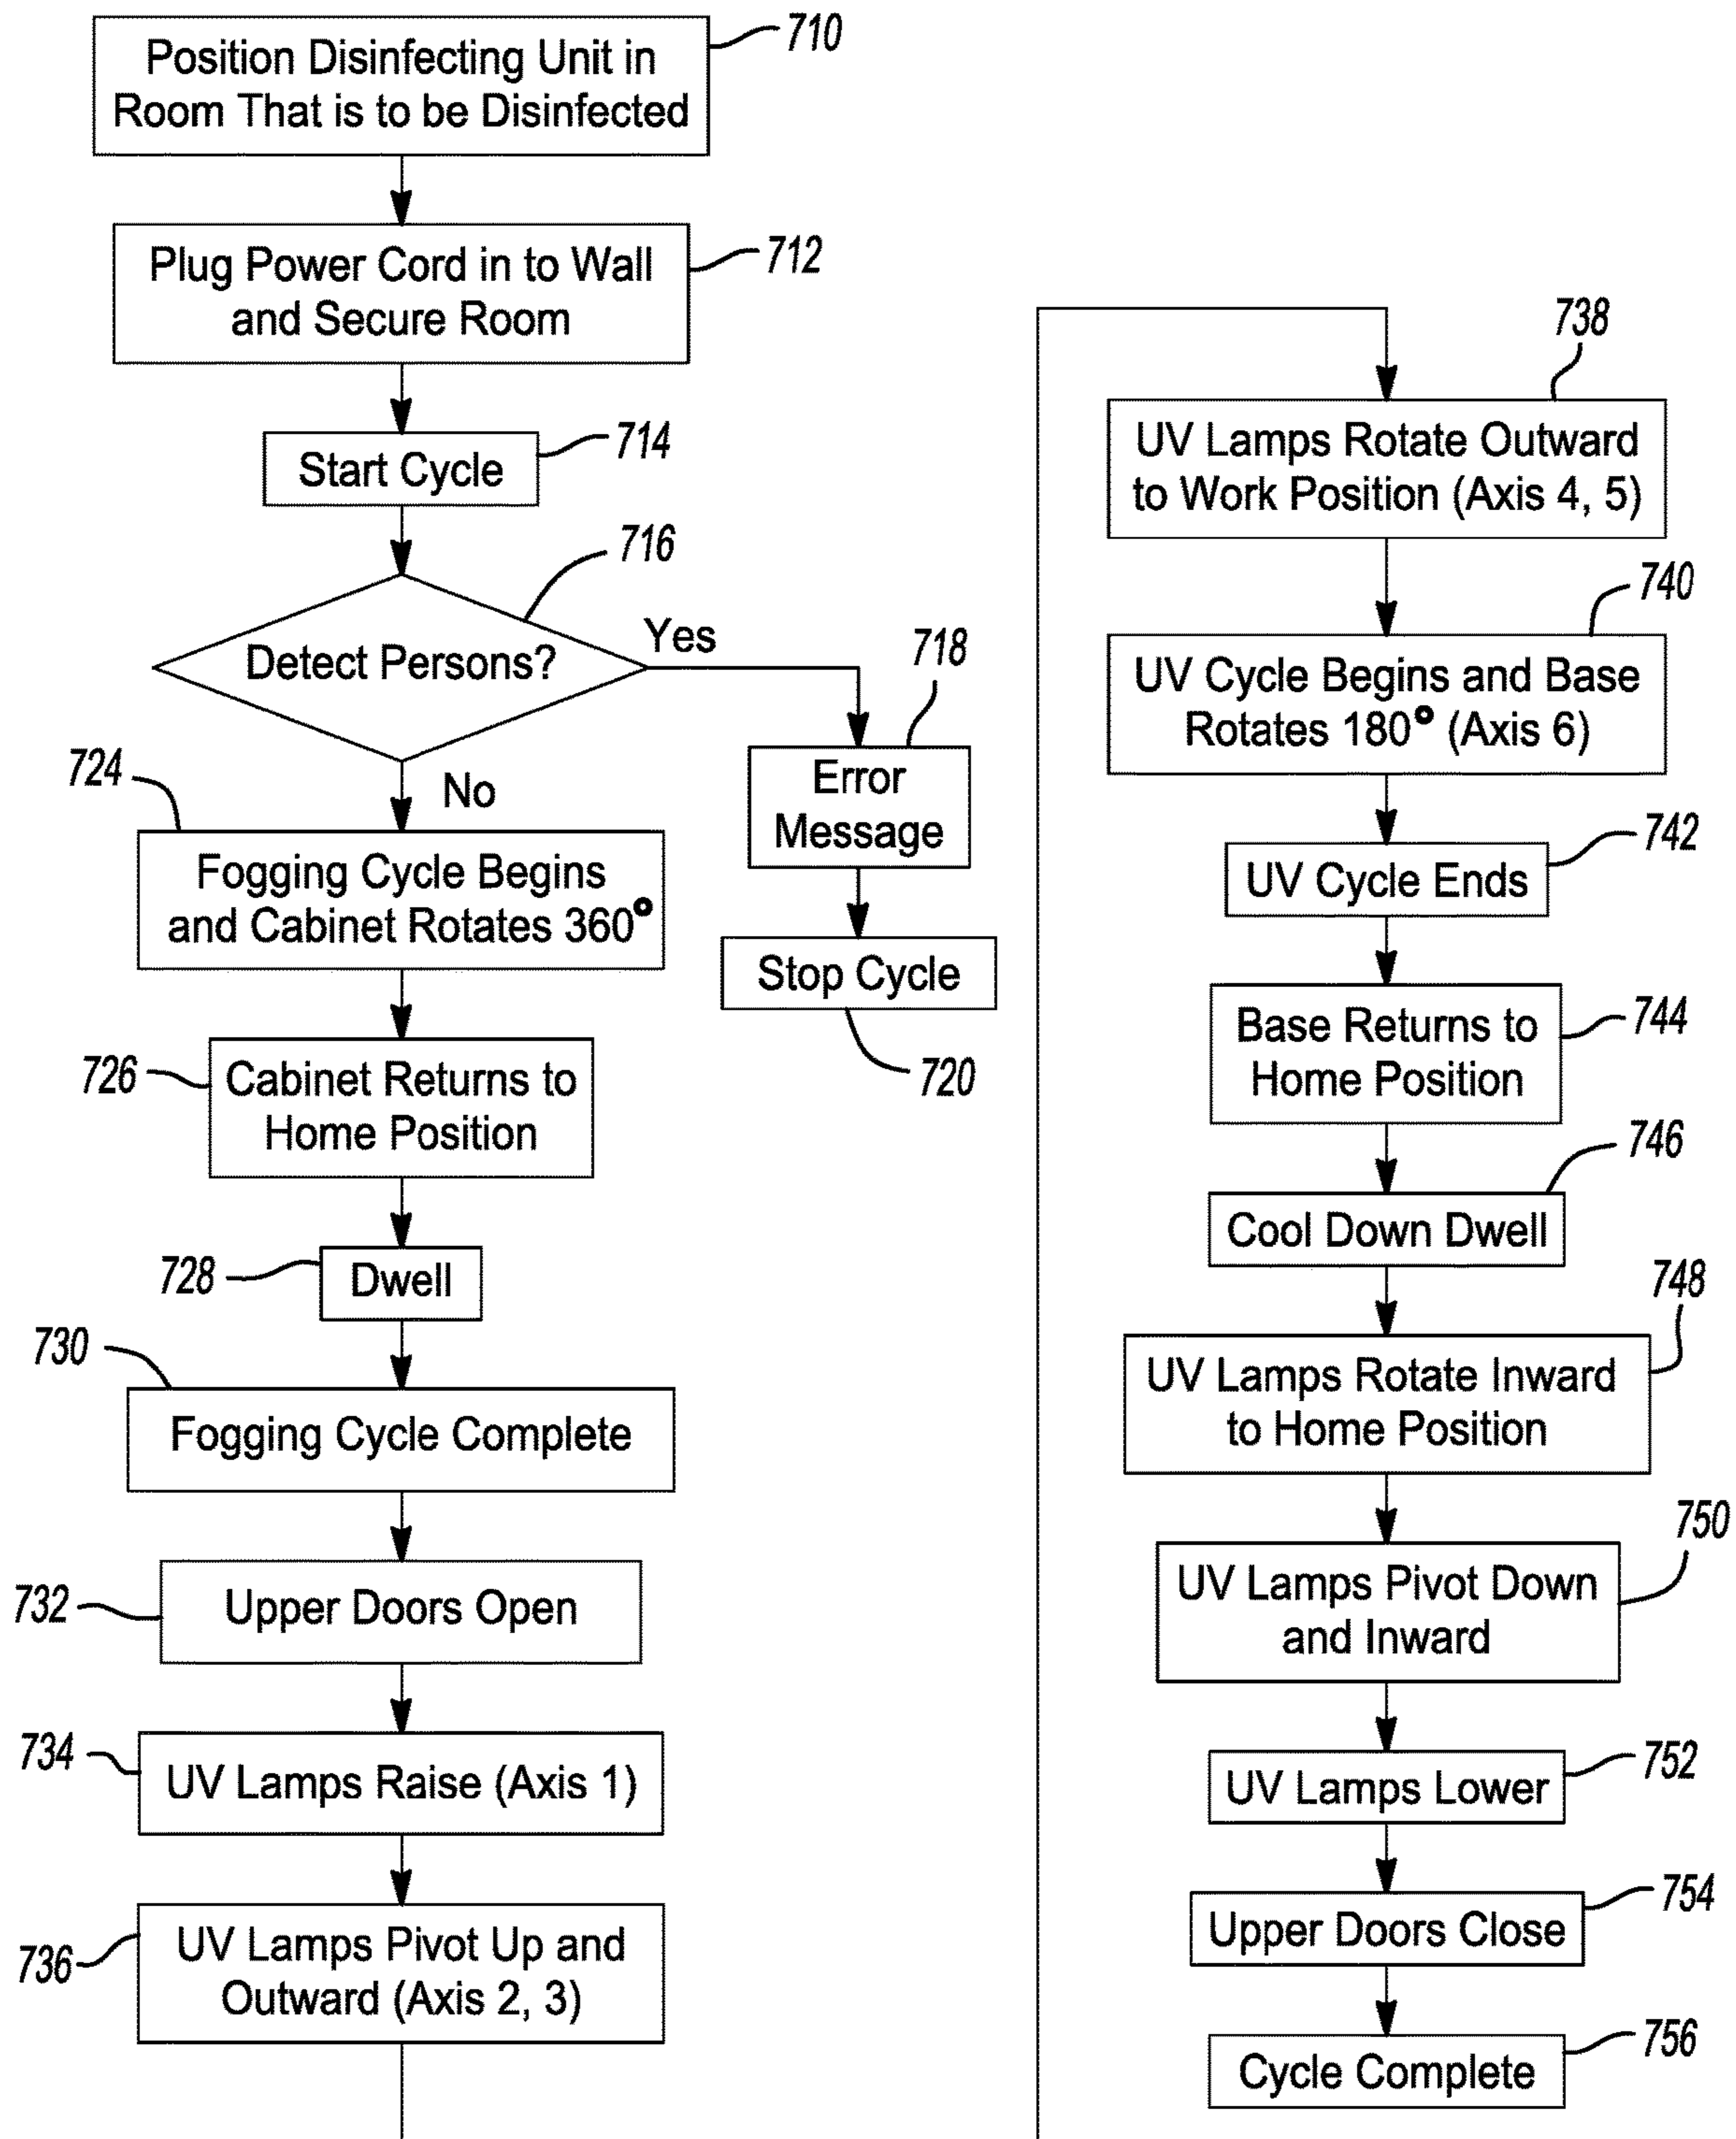 710
Position Disinfecting Unit in
Room That is to be Disinfected
712
Plug Power Cord in to Wall
and Secure Room
714
Start Cycle
716
Detect Persons?
Yes
No
718
Error
Message
Stop Cycle
720
724
Fogging Cycle Begins
and Cabinet Rotates 360°
726
Cabinet Returns to
Home Position
728
Dwell
730
Fogging Cycle Complete
732
Upper Doors Open
734
UV Lamps Raise (Axis 1)
736
UV Lamps Pivot Up and
Outward (Axis 2, 3)
738
UV Lamps Rotate Outward
to Work Position (Axis 4, 5)
740
UV Cycle Begins and Base
Rotates 180° (Axis 6)
742
UV Cycle Ends
744
Base Returns to
Home Position
746
Cool Down Dwell
748
UV Lamps Rotate Inward
to Home Position
750
UV Lamps Pivot Down
and Inward
752
UV Lamps Lower
754
Upper Doors Close
756
Cycle Complete